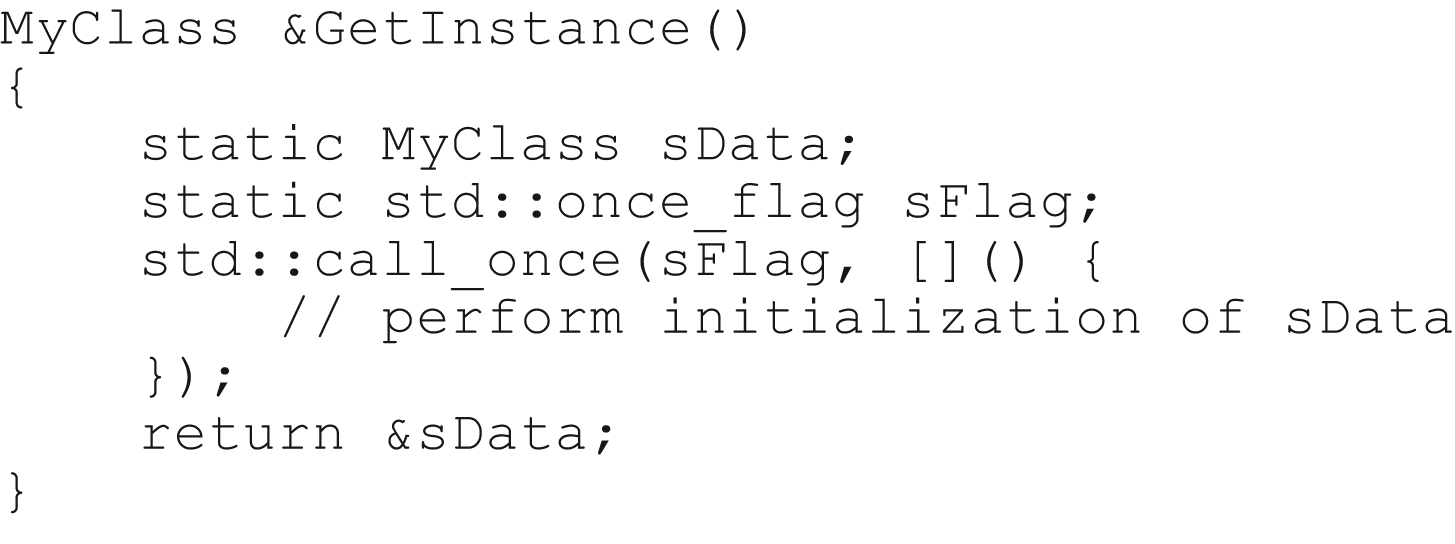 MyClass &GetInstance()
{
    static MyClass sData;
    static std::once_flag sFlag;
    std::call_once(sFlag, []() {
        // perform initialization of sData
    });
    return &sData;
}